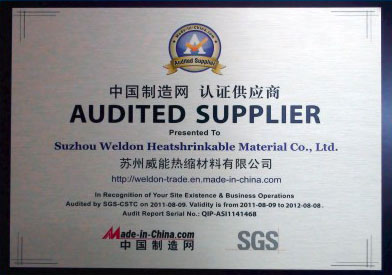 Made-in-China.com
Audited Supplier
中国制造网 认证供应商
AUDITED SUPPLIER
Presented To
Suzhou Weldon Heatshrinkable Material Co., Ltd.
苏州威能热缩材料有限公司
http://weldon-trade.en.made-in-china.com
In Recognition of Your Site Existence & Business Operations
Audited by SGS-CSTC on 2011-08-09. Validity is from 2011-08-09 to 2012-08-08 .
Audit Report Serial No.: QIP-ASI1141468
Made-in-China.com
中国制造网
SGS